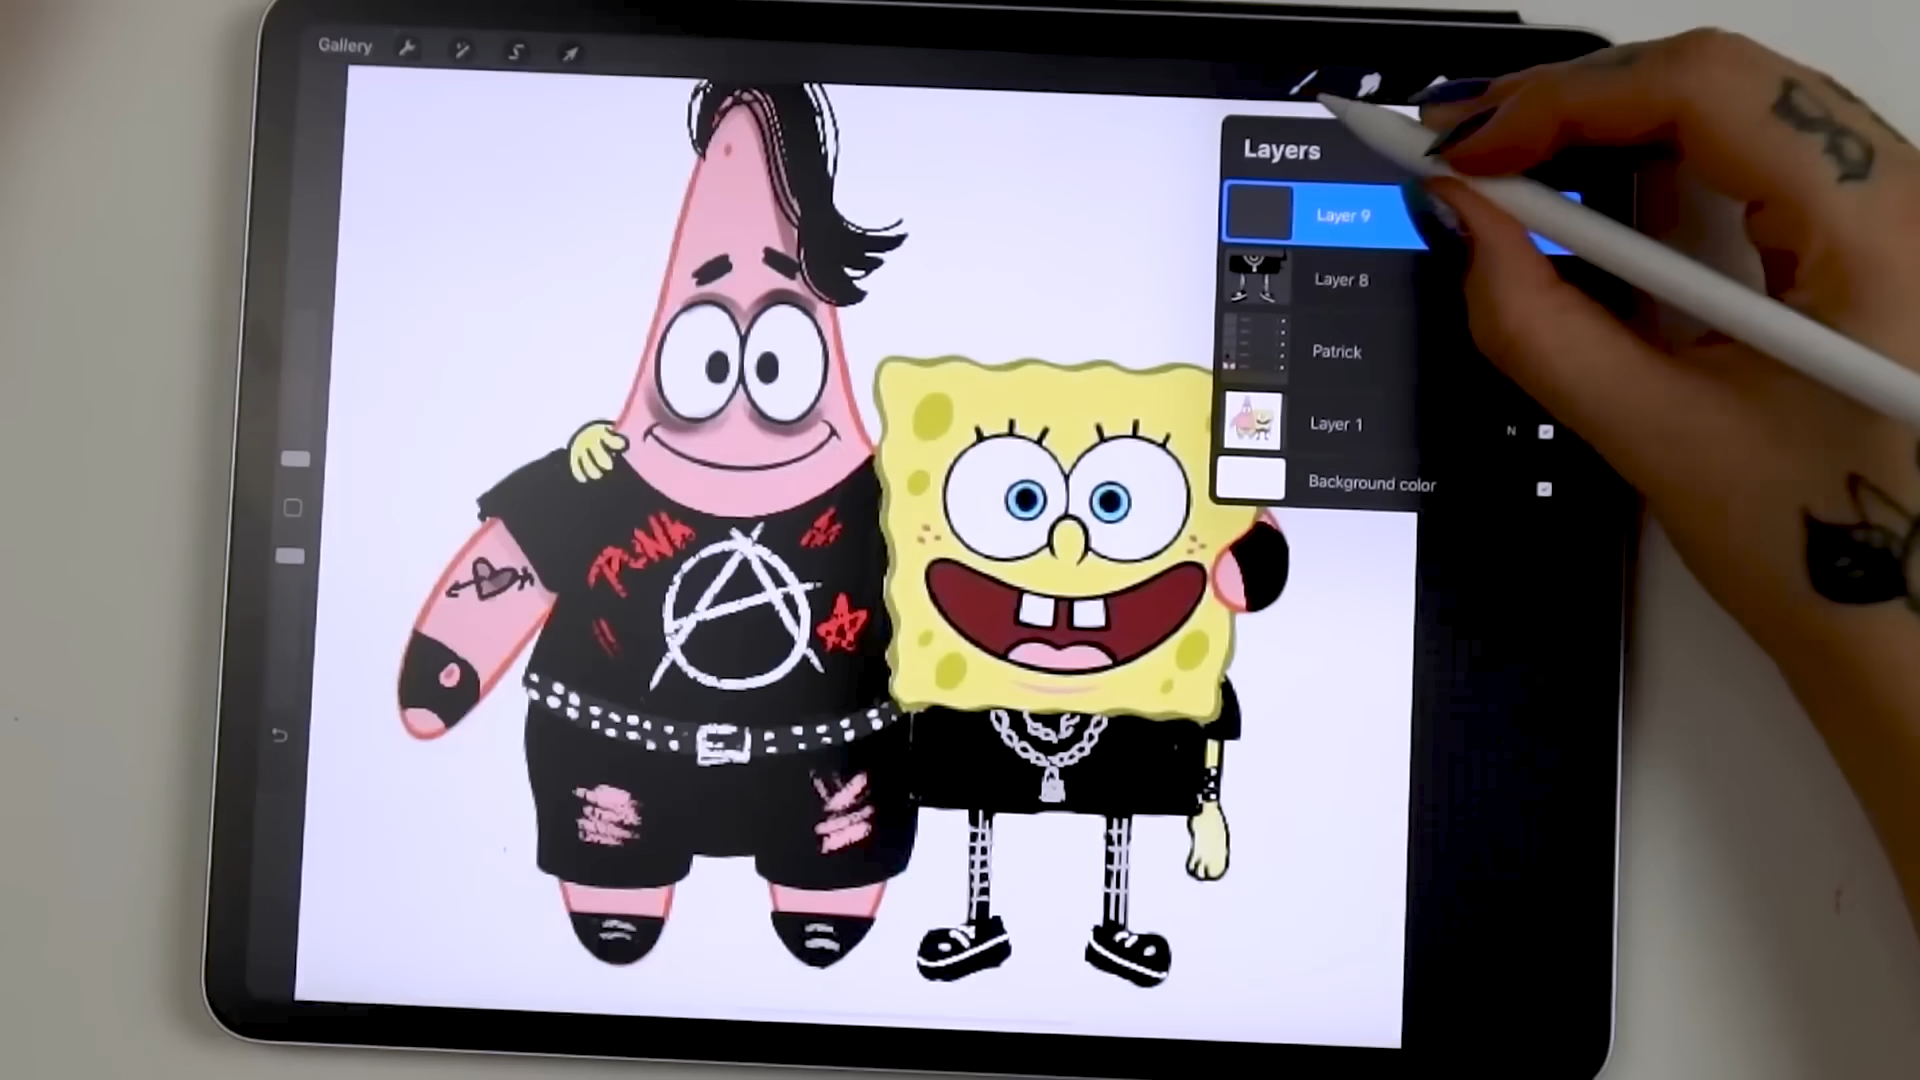 Gallery
Layers
Layer 9
Layer 8
Patrick
Layer 1
N
Background color
PUNK